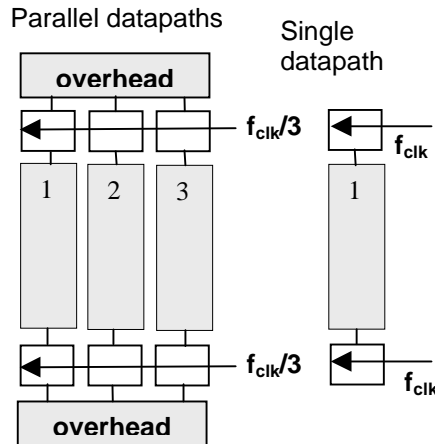 Parallel datapaths
Single
datapath
overhead
f_clk/3
f_clk
1 2 3
1
f_clk/3
f_clk
overhead